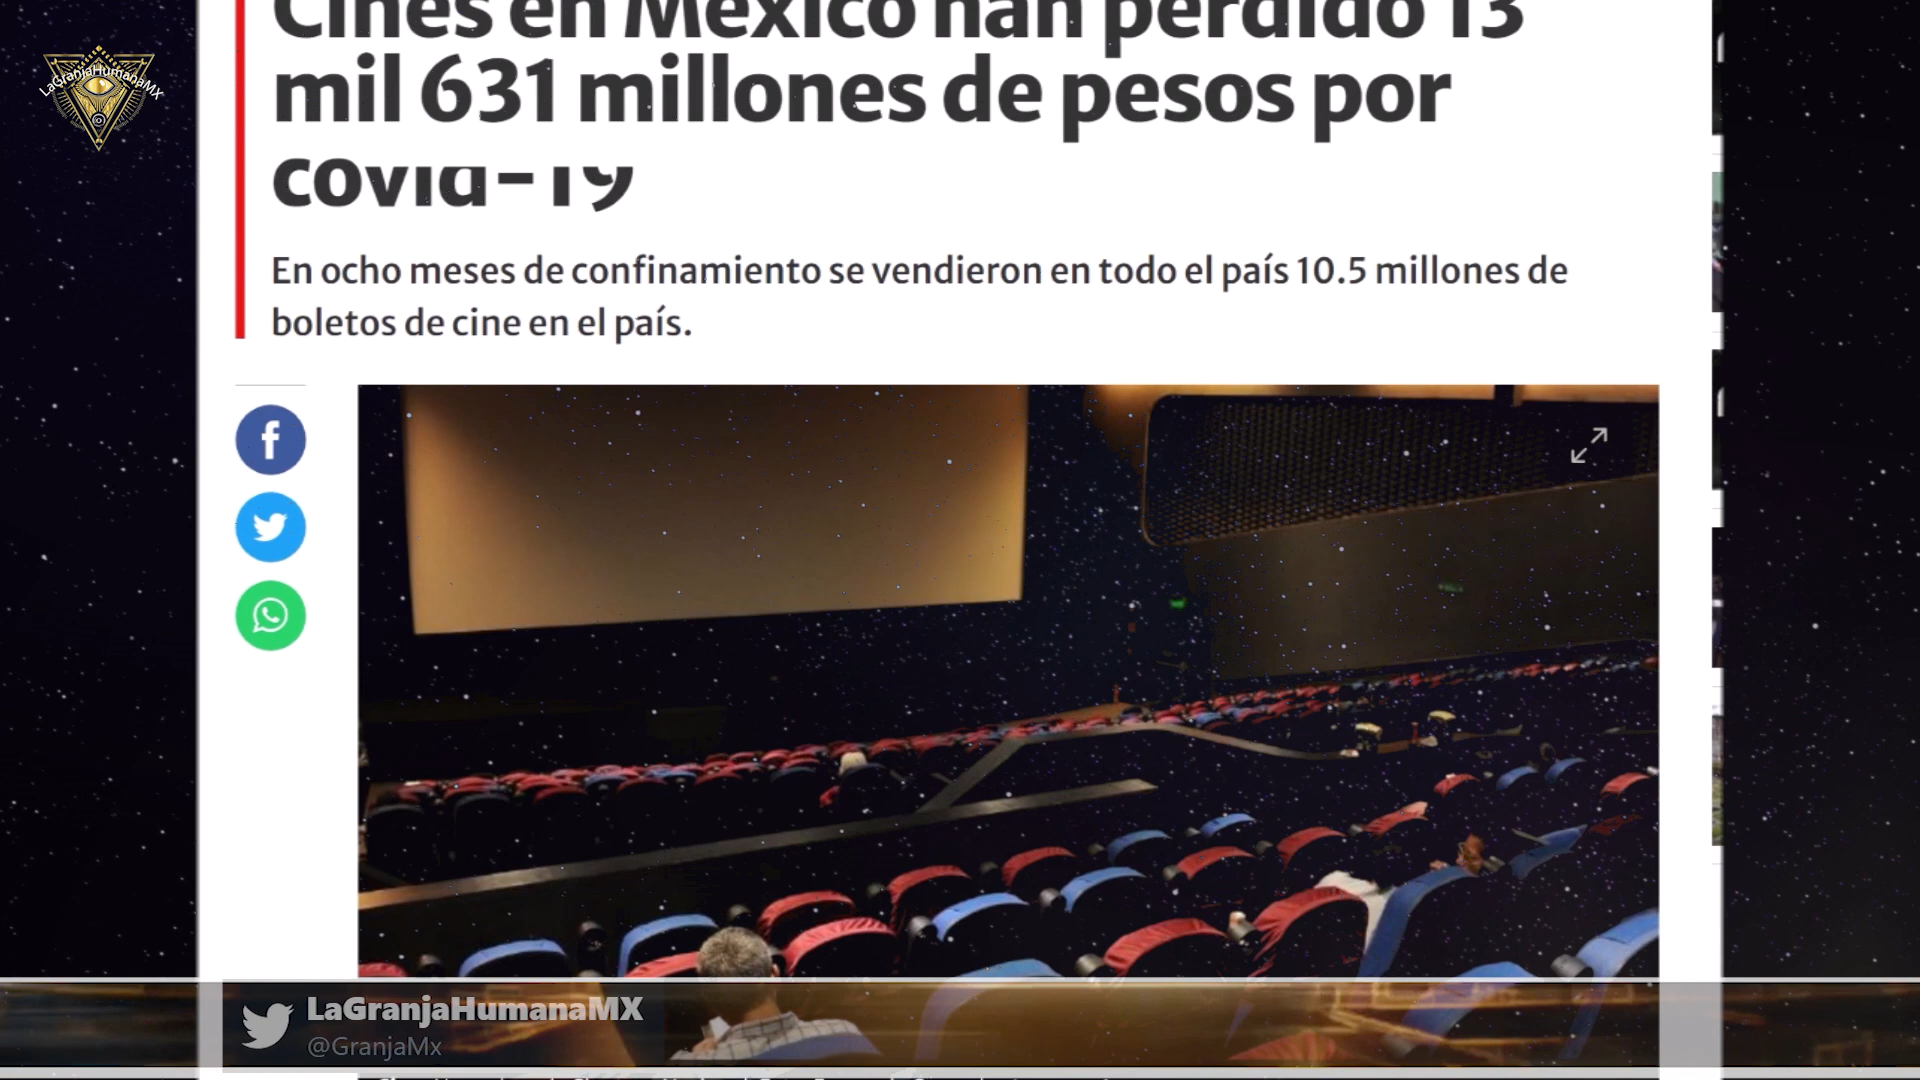 LaGranjaHumanaMX
Cines en México han perdido 13
mil 631 millones de pesos por
covid-19
En ocho meses de confinamiento se vendieron en todo el país 10.5 millones de
boletos de cine en el país.
LaGranjaHumanaMX
@GranjaMx